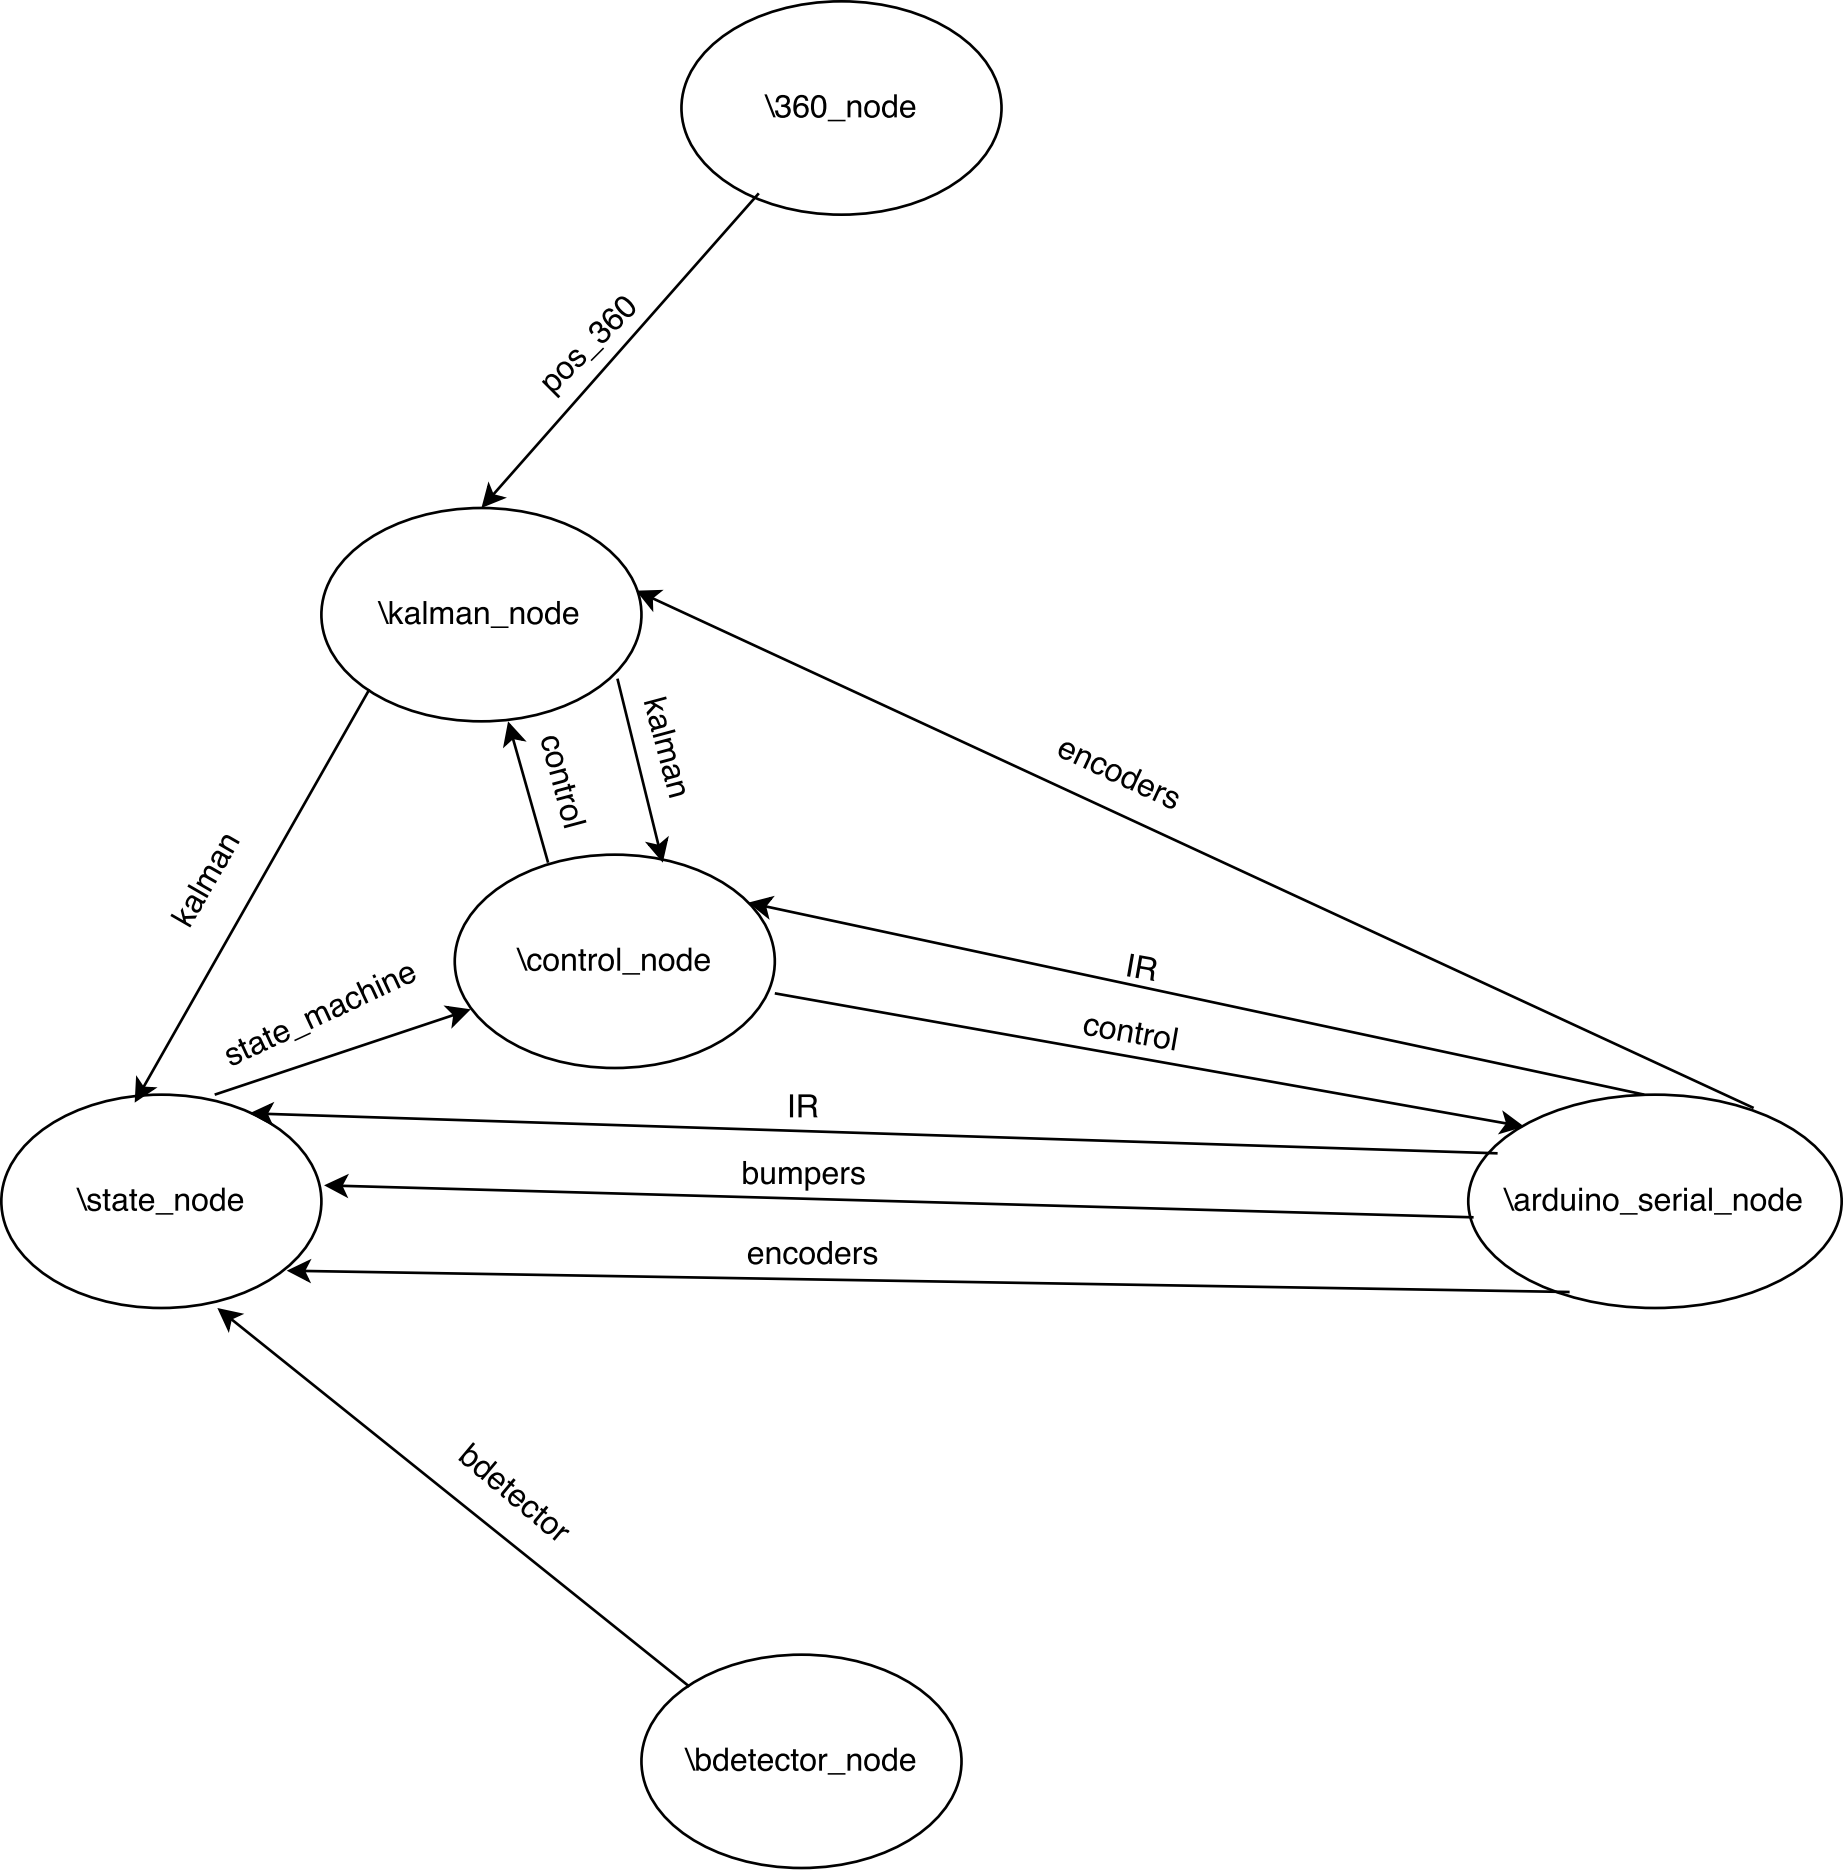 \360_node
pos_360
\kalman_node
kalman
control
encoders
kalman
\control_node
IR
state_machine
control
IR
bumpers
\state_node
\arduino_serial_node
encoders
bdetector
\bdetector_node